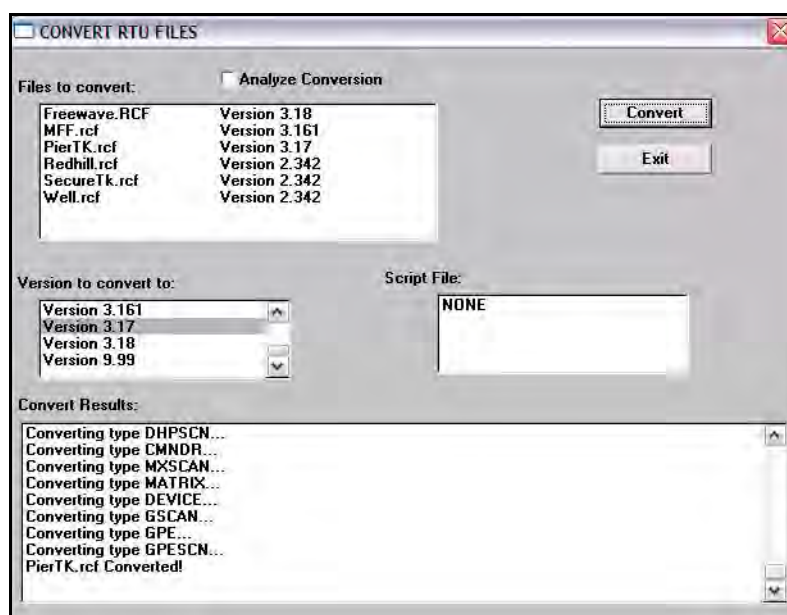 CONVERT RTU FILES
Files to convert:
Analyze Conversion
Freewave.RCF Version 3.18
MFF.rcf Version 3.161
PierTK.rcf Version 3.17
Redhill.rcf Version 2.342
SecureTk.rcf Version 2.342
Well.rcf Version 2.342
Convert
Exit
Version to convert to:
Version 3.161
Version 3.17
Version 3.18
Version 9.99
Script File:
NONE
Convert Results:
Converting type DHPSCN...
Converting type CMNDR...
Converting type MXSCAN...
Converting type MATRIX...
Converting type DEVICE...
Converting type GSCAN...
Converting type GPE...
Converting type GPESCN...
PierTK.rcf Converted!